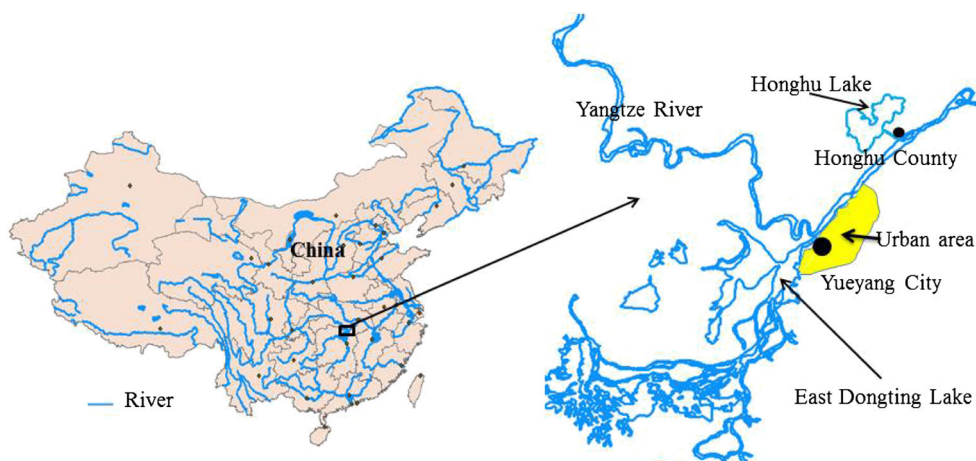 China
River
Yangtze River
Honghu Lake
Honghu County
Urban area
Yueyang City
East Dongting Lake